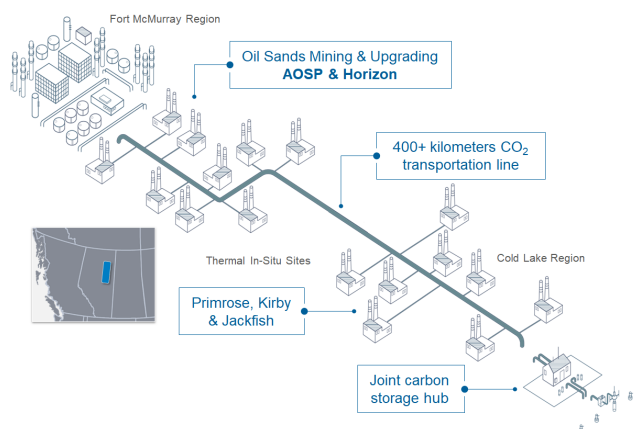 Fort McMurray Region
Oil Sands Mining & Upgrading
AOSP & Horizon
400+ kilometers CO₂
transportation line
Thermal In-Situ Sites
Cold Lake Region
Primrose, Kirby
& Jackfish
Joint carbon
storage hub